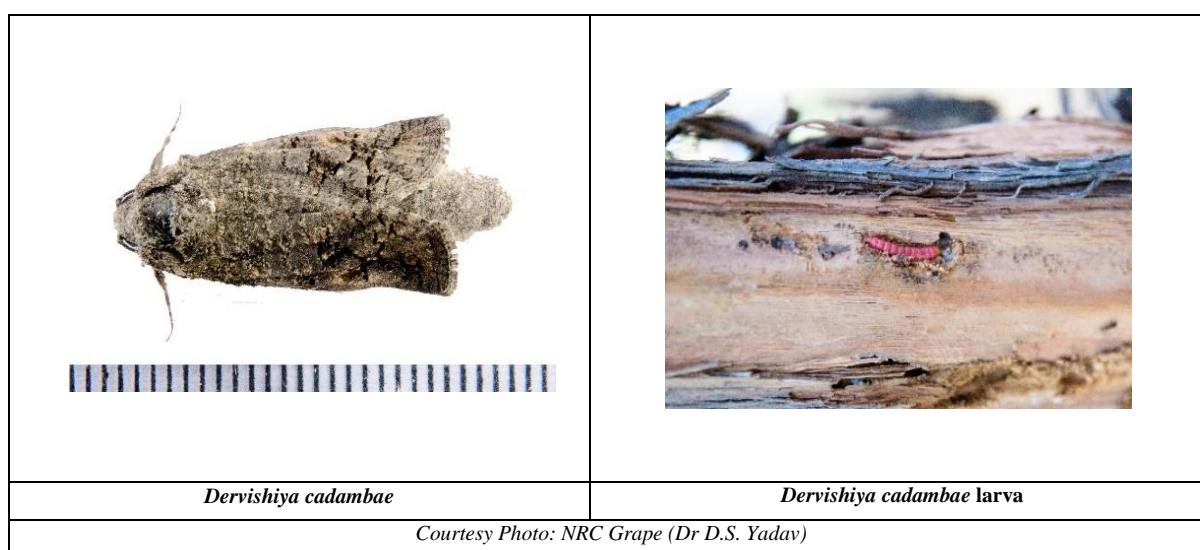 Dervishiya cadambae
Dervishiya cadambae larva
Courtesy Photo: NRC Grape (Dr D.S. Yadav)